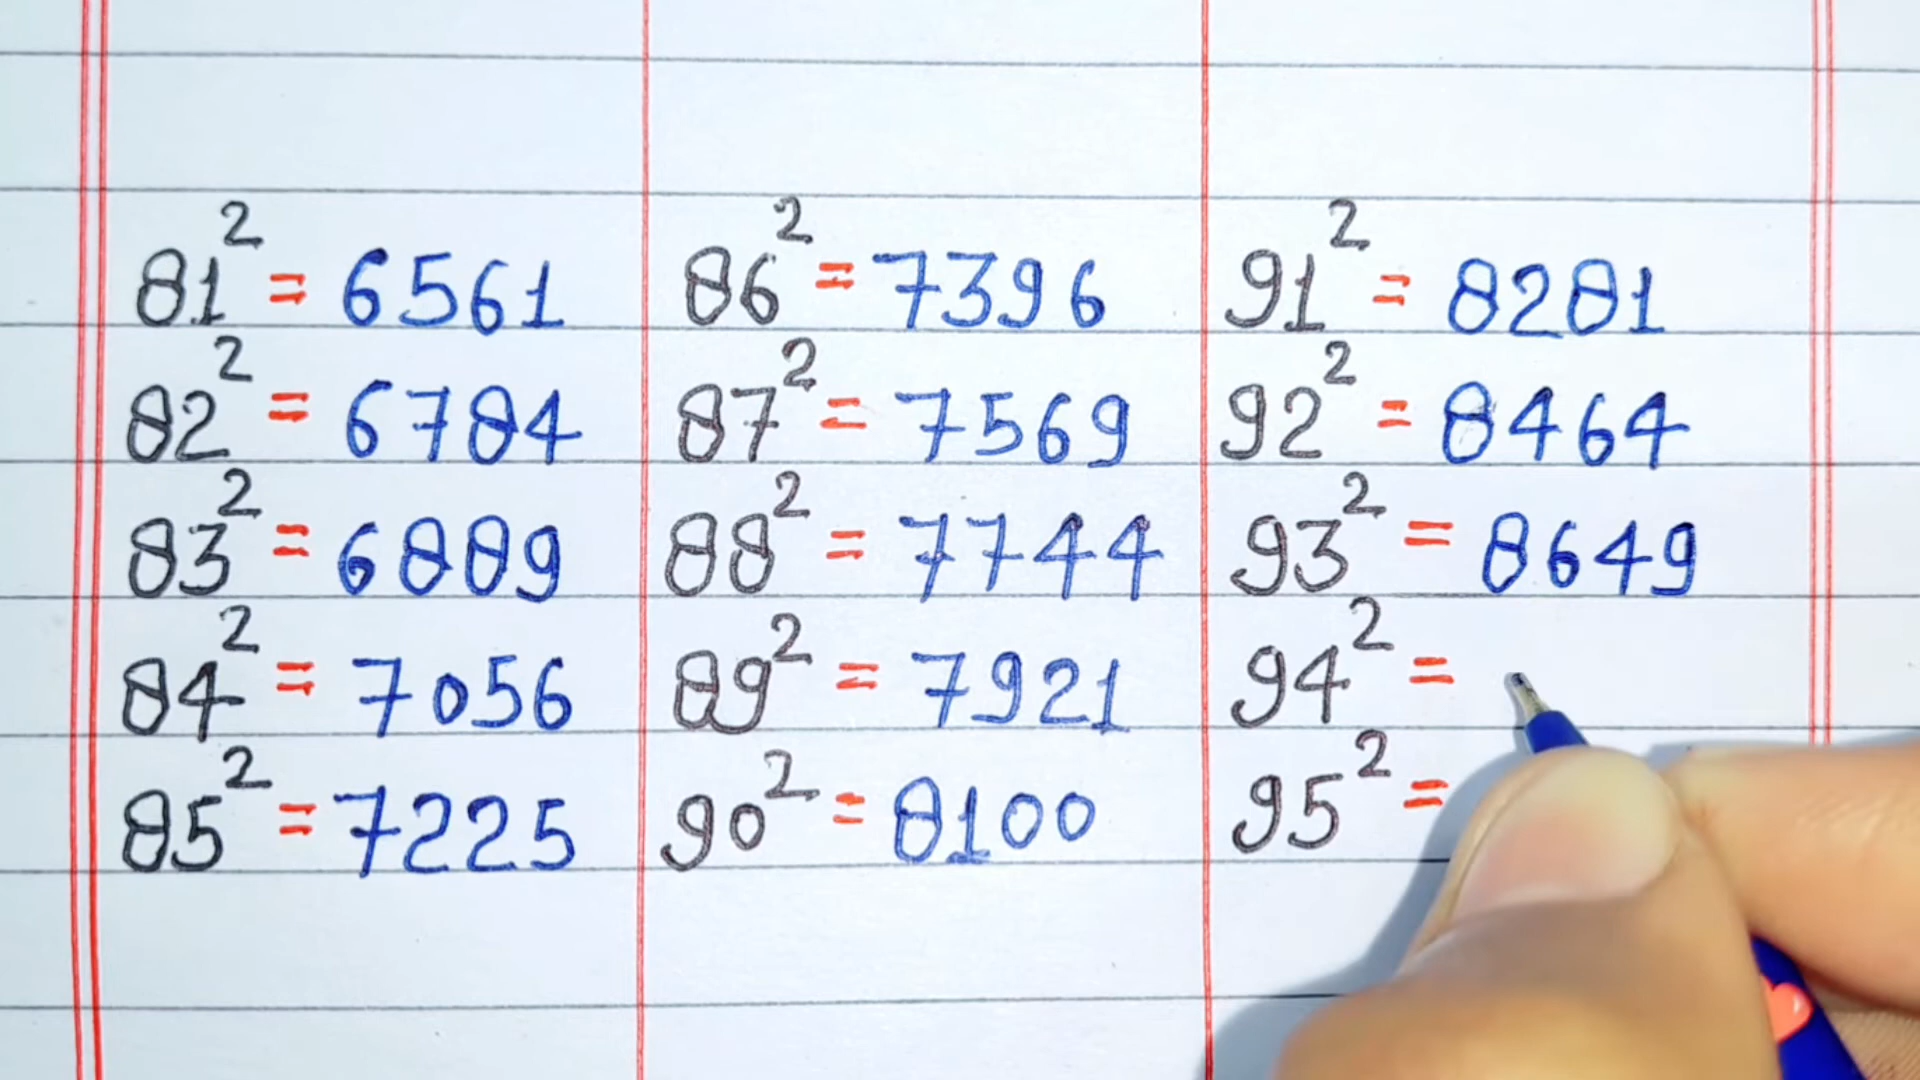 81² = 6561
82² = 6784
83² = 6889
84² = 7056
85² = 7225
86² = 7396
87² = 7569
88² = 7744
89² = 7921
90² = 8100
91² = 8281
92² = 8464
93² = 8649
94² =
95² =